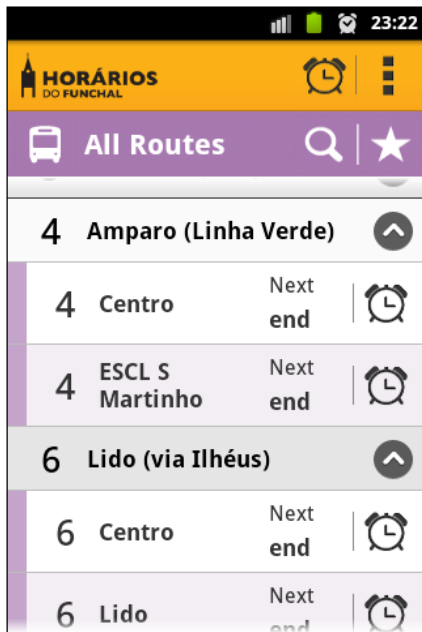 23:22
HORÁRIOS
DO FUNCHAL
All Routes
4 Amparo (Linha Verde)
4 Centro Next end
4 ESCL S Martinho Next end
6 Lido (via Ilhéus)
6 Centro Next end
6 Lido Next end